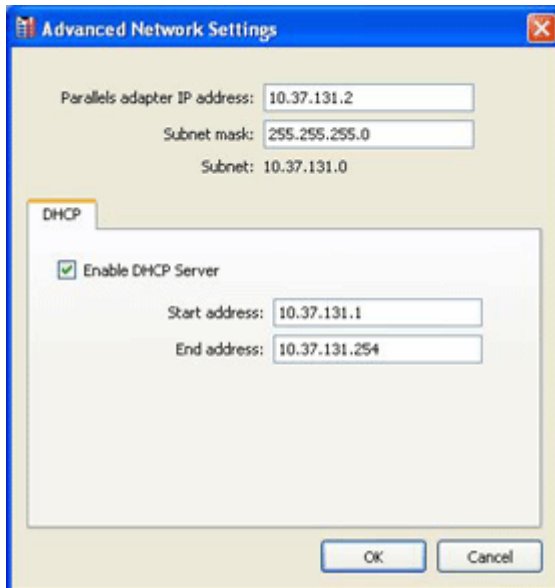 Advanced Network Settings
Parallels adapter IP address: 10.37.131.2
Subnet mask: 255.255.255.0
Subnet: 10.37.131.0
DHCP
Enable DHCP Server
Start address: 10.37.131.1
End address: 10.37.131.254
OK Cancel